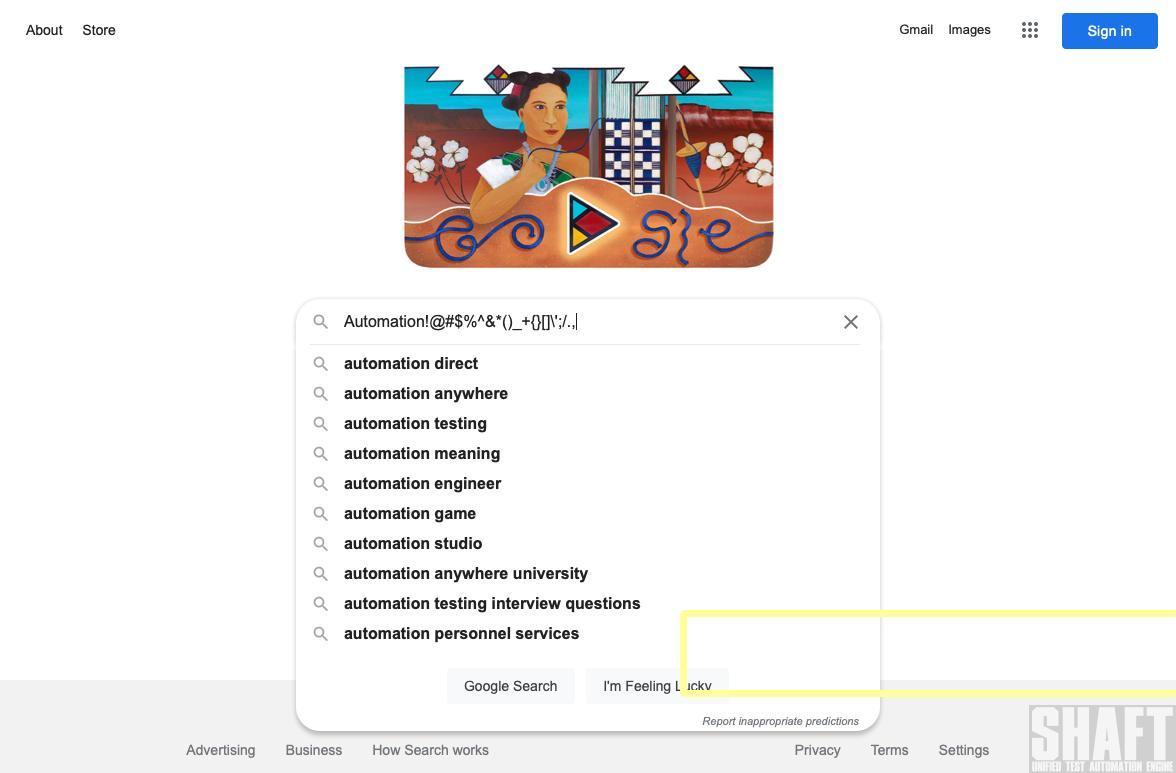 About Store
Gmail Images
Sign in
Automation!@#$%^&*()_+{}[]\';/.,
automation direct
automation anywhere
automation testing
automation meaning
automation engineer
automation game
automation studio
automation anywhere university
automation testing interview questions
automation personnel services
Google Search I'm Feeling Lucky
Report inappropriate predictions
Advertising Business How Search works
Privacy Terms Settings
SHAFT
UNIFIED TEST AUTOMATION ENGINE